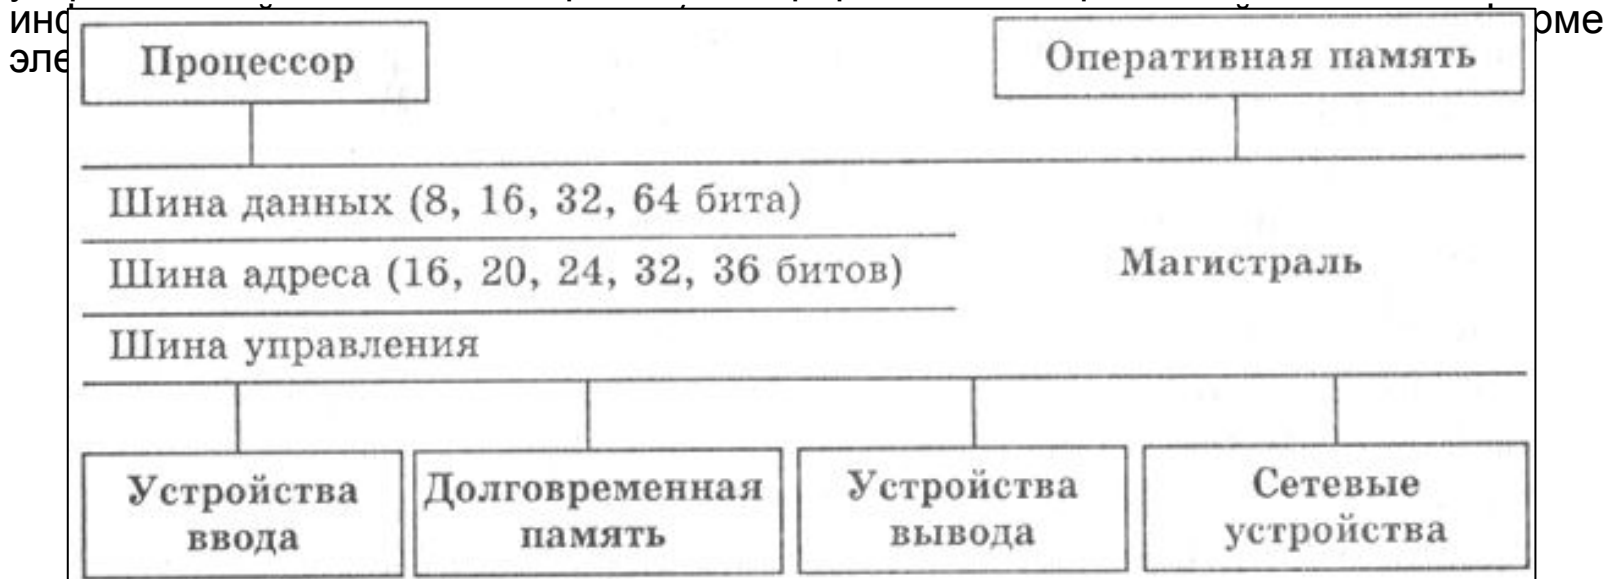 Процессор
Оперативная память
Шина данных (8, 16, 32, 64 бита)
Шина адреса (16, 20, 24, 32, 36 битов)
Магистраль
Шина управления
Устройства
ввода
Долговременная
память
Устройства
вывода
Сетевые
устройства